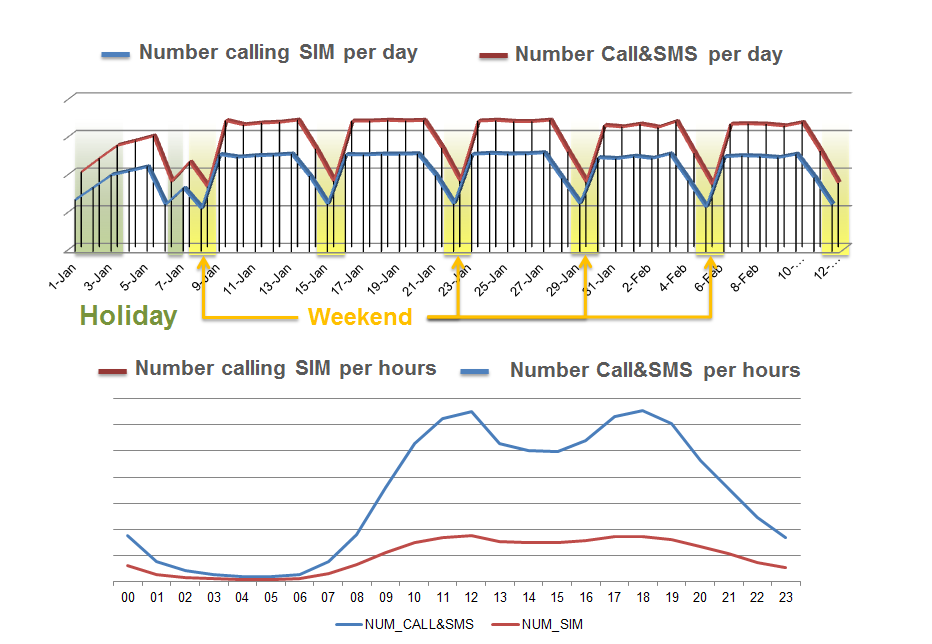 Number calling SIM per day
Number Call&SMS per day
1-Jan 3-Jan 5-Jan 7-Jan 9-Jan 11-Jan 13-Jan 15-Jan 17-Jan 19-Jan 21-Jan 23-Jan 25-Jan 27-Jan 29-Jan 31-Jan 2-Feb 4-Feb 6-Feb 8-Feb 10-... 12-...
Holiday
Weekend
Number calling SIM per hours
Number Call&SMS per hours
00 01 02 03 04 05 06 07 08 09 10 11 12 13 14 15 16 17 18 19 20 21 22 23
NUM_CALL&SMS NUM_SIM